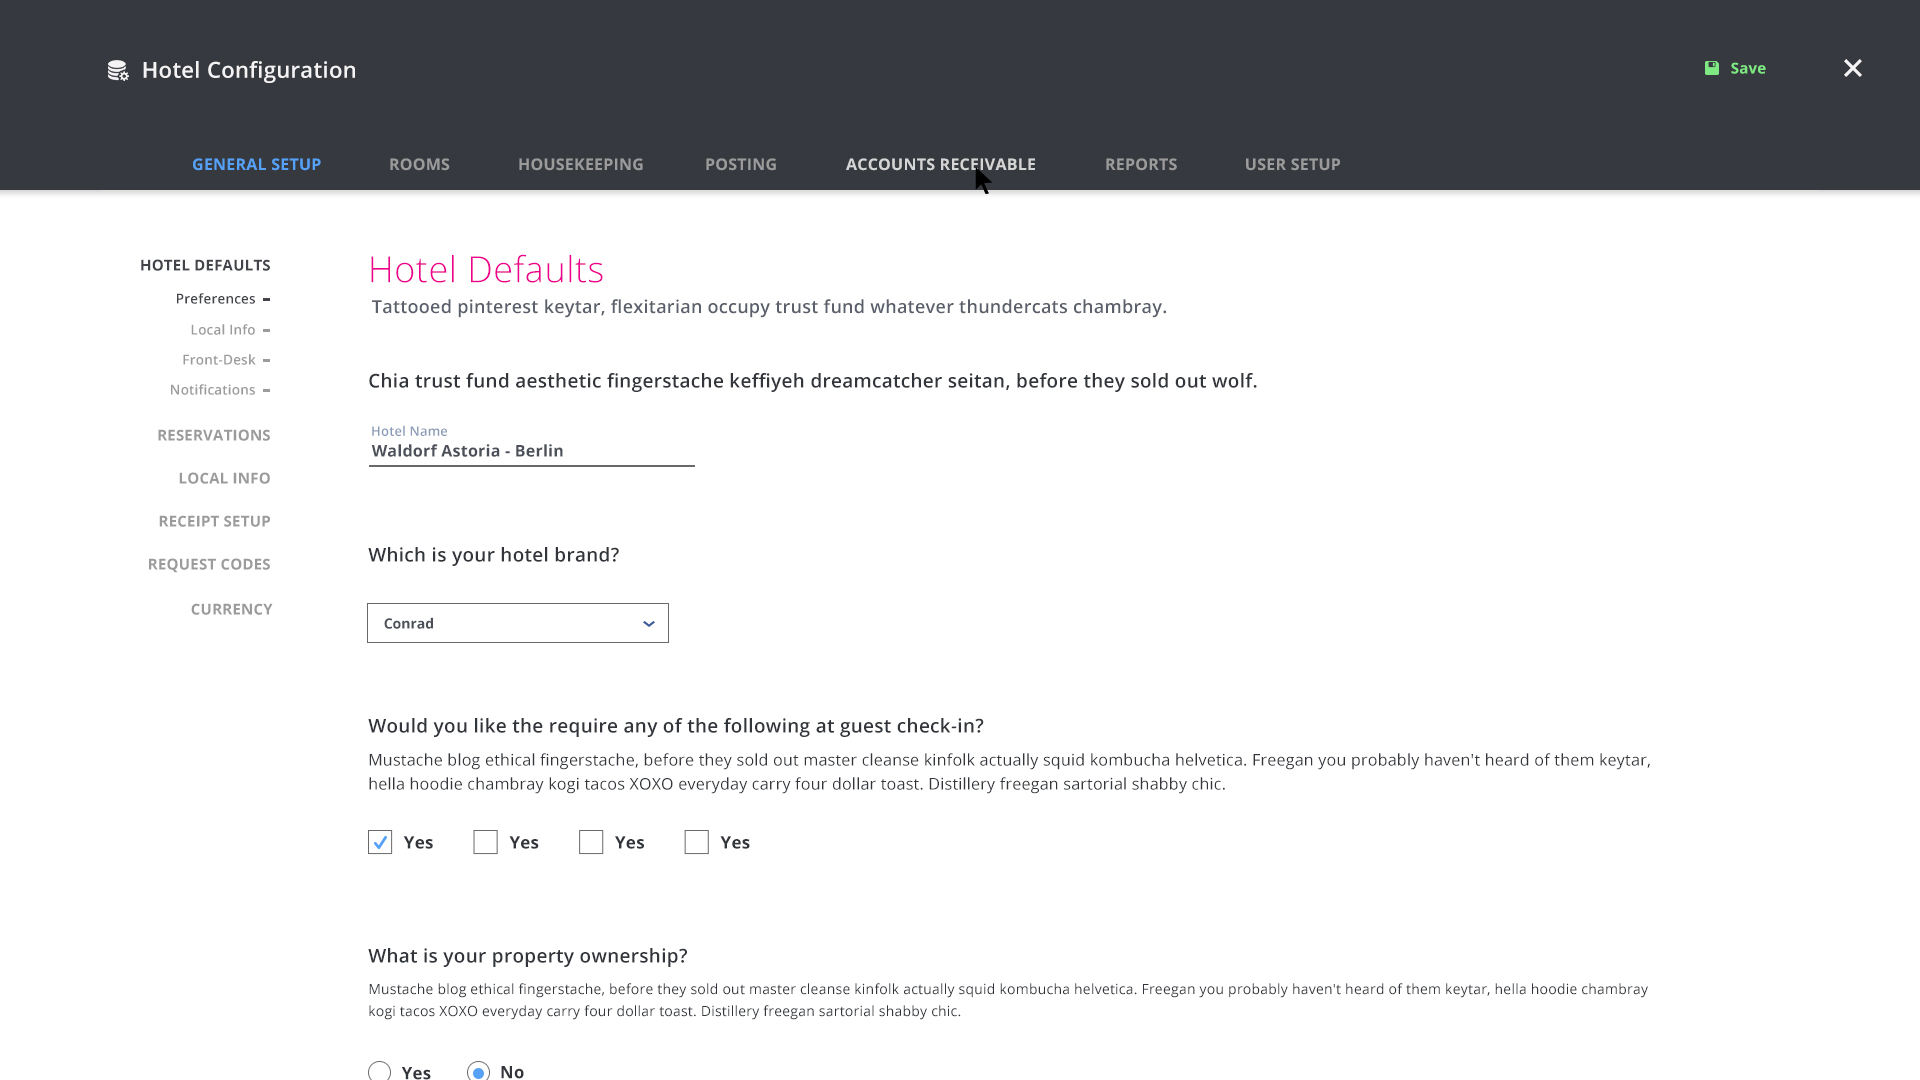 Hotel Configuration
Save
GENERAL SETUP ROOMS HOUSEKEEPING POSTING ACCOUNTS RECEIVABLE REPORTS USER SETUP
HOTEL DEFAULTS
Preferences
Local Info
Front-Desk
Notifications
RESERVATIONS
LOCAL INFO
RECEIPT SETUP
REQUEST CODES
CURRENCY
Hotel Defaults
Tattooed pinterest keytar, flexitarian occupy trust fund whatever thundercats chambray.
Chia trust fund aesthetic fingerstache keffiyeh dreamcatcher seitan, before they sold out wolf.
Hotel Name
Waldorf Astoria - Berlin
Which is your hotel brand?
Conrad
Would you like the require any of the following at guest check-in?
Mustache blog ethical fingerstache, before they sold out master cleanse kinfolk actually squid kombucha helvetica. Freegan you probably haven't heard of them keytar,
hella hoodie chambray kogi tacos XOXO everyday carry four dollar toast. Distillery freegan sartorial shabby chic.
Yes Yes Yes Yes
What is your property ownership?
Mustache blog ethical fingerstache, before they sold out master cleanse kinfolk actually squid kombucha helvetica. Freegan you probably haven't heard of them keytar, hella hoodie chambray
kogi tacos XOXO everyday carry four dollar toast. Distillery freegan sartorial shabby chic.
Yes No